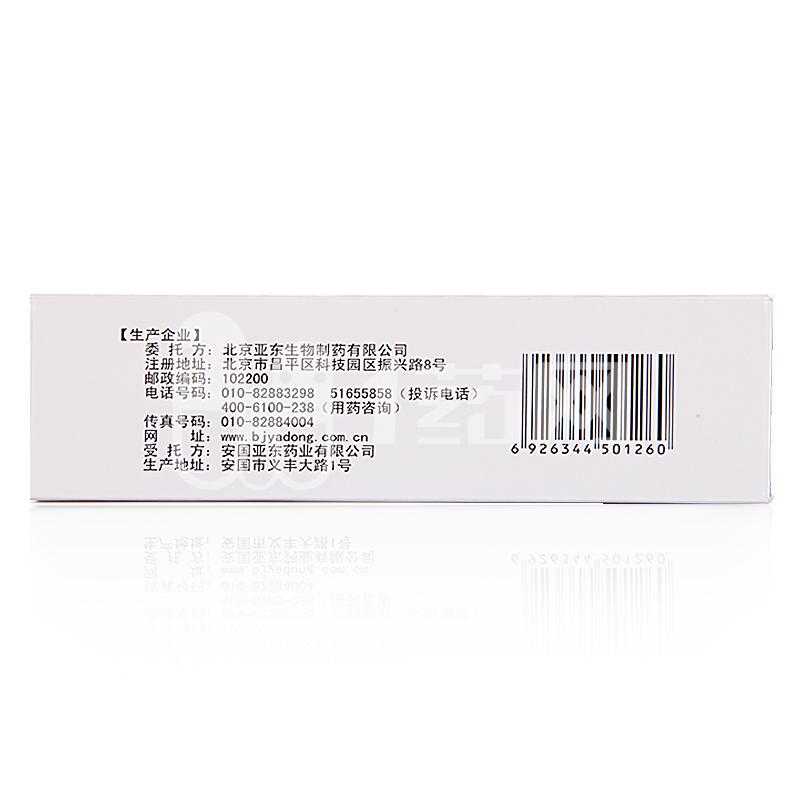 【生产企业】
委 托 方：北京亚东生物制药有限公司
注册地址：北京市昌平区科技园区振兴路8号
邮政编码：102200
电话号码：010-82883298 51655858（投诉电话）
400-6100-238（用药咨询）
传真号码：010-82884004
网 址：www.bjyadong.com.cn
受 托 方：安国亚东药业有限公司
生产地址：安国市义丰大路1号
6 926344 501260